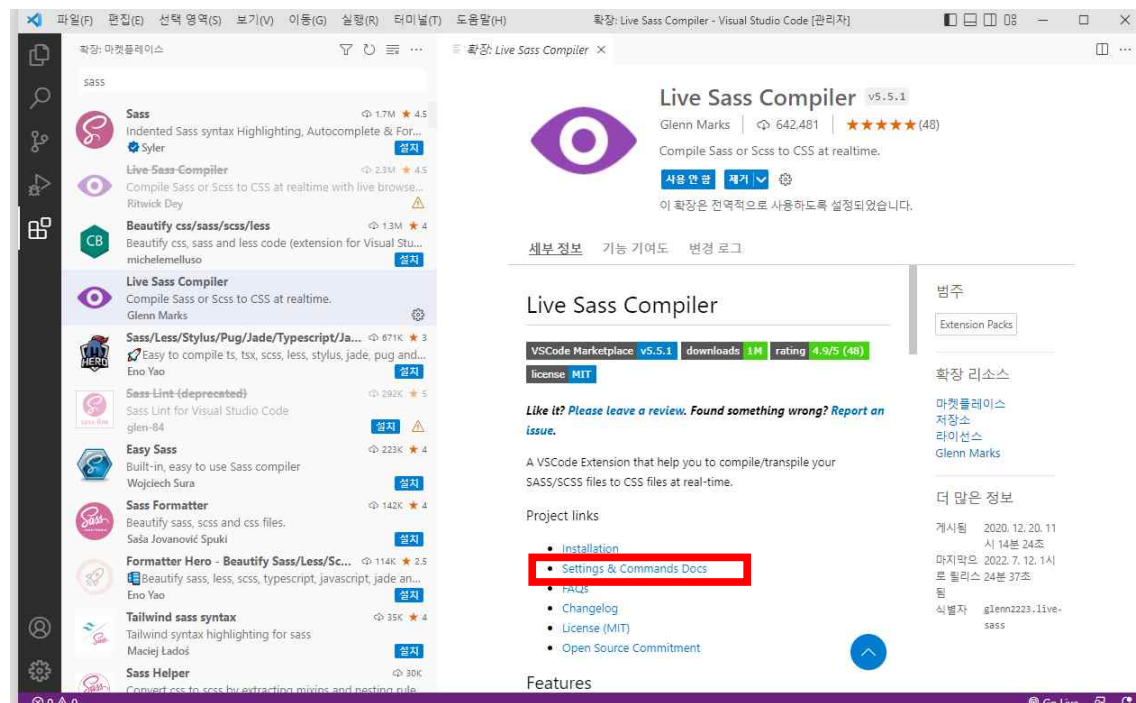 파일(F) 편집(E) 선택 영역(S) 보기(V) 이동(G) 실행(R) 터미널(T) 도움말(H) 확장: Live Sass Compiler - Visual Studio Code [관리자]
확장: 마켓플레이스
확장: Live Sass Compiler
sass
Sass 1.7M ★ 4.5
Indented Sass syntax Highlighting, Autocomplete & For...
Syler 설치
Live Sass Compiler 2.3M ★ 4.5
Compile Sass or Scss to CSS at realtime with live browse...
Ritwick Dey
CB
Beautify css/sass/scss/less 1.3M ★ 4
Beautify css, sass and less code (extension for Visual Stu...
michelemelluso 설치
Live Sass Compiler
Compile Sass or Scss to CSS at realtime.
Glenn Marks
HERO
Sass/Less/Stylus/Pug/Jade/Typescript/Ja... 671K ★ 3
Easy to compile ts, tsx, scss, less, stylus, jade, pug and...
Eno Yao 설치
Sass Lint (deprecated) 292K ★ 5
Sass Lint for Visual Studio Code
glen-84 설치
Easy Sass 223K ★ 4
Built-in, easy to use Sass compiler
Wojciech Sura 설치
Sass
Sass Formatter 142K ★ 4
Beautify sass, scss and css files.
Saša Jovanović Spuki 설치
Formatter Hero - Beautify Sass/Less/Sc... 114K ★ 2.5
Beautify sass, less, scss, typescript, javascript, jade an...
Eno Yao 설치
Tailwind sass syntax 35K ★ 4
Tailwind syntax highlighting for sass
Maciej Ładoś 설치
Sass Helper 30K
Convert css to scss by extracting mixins and nesting rule
Live Sass Compiler v5.5.1
Glenn Marks 642,481 ★★★★★(48)
Compile Sass or Scss to CSS at realtime.
사용 안 함 제거
이 확장은 전역적으로 사용하도록 설정되었습니다.
세부 정보 기능 기여도 변경 로그
Live Sass Compiler
VSCode Marketplace v5.5.1 downloads 1M rating 4.9/5 (48)
license MIT
Like it? Please leave a review. Found something wrong? Report an
issue.
A VSCode Extension that help you to compile/transpile your
SASS/SCSS files to CSS files at real-time.
Project links
• Installation
• Settings & Commands Docs
• FAQs
• Changelog
• License (MIT)
• Open Source Commitment
Features
범주
Extension Packs
확장 리소스
마켓플레이스
저장소
라이선스
Glenn Marks
더 많은 정보
게시됨 2020. 12. 20. 11
시 14분 24초
마지막으 2022. 7. 12. 1시
로 릴리스 24분 37초
됨
식별자 glenn2223.live-
sass
0 0 Go Live